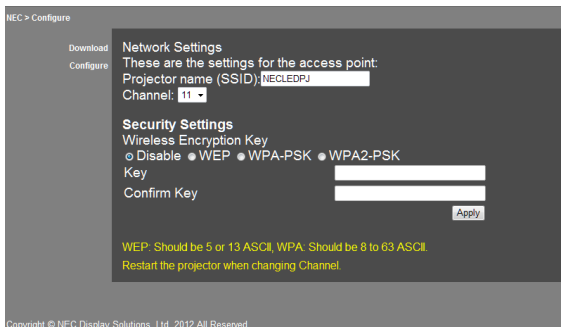 NEC > Configure
Download
Configure
Network Settings
These are the settings for the access point:
Projector name (SSID): NECLEDPJ
Channel: 11
Security Settings
Wireless Encryption Key
Disable WEP WPA-PSK WPA2-PSK
Key
Confirm Key
Apply
WEP: Should be 5 or 13 ASCII, WPA: Should be 8 to 63 ASCII.
Restart the projector when changing Channel.
Copyright © NEC Display Solutions, Ltd. 2012 All Reserved